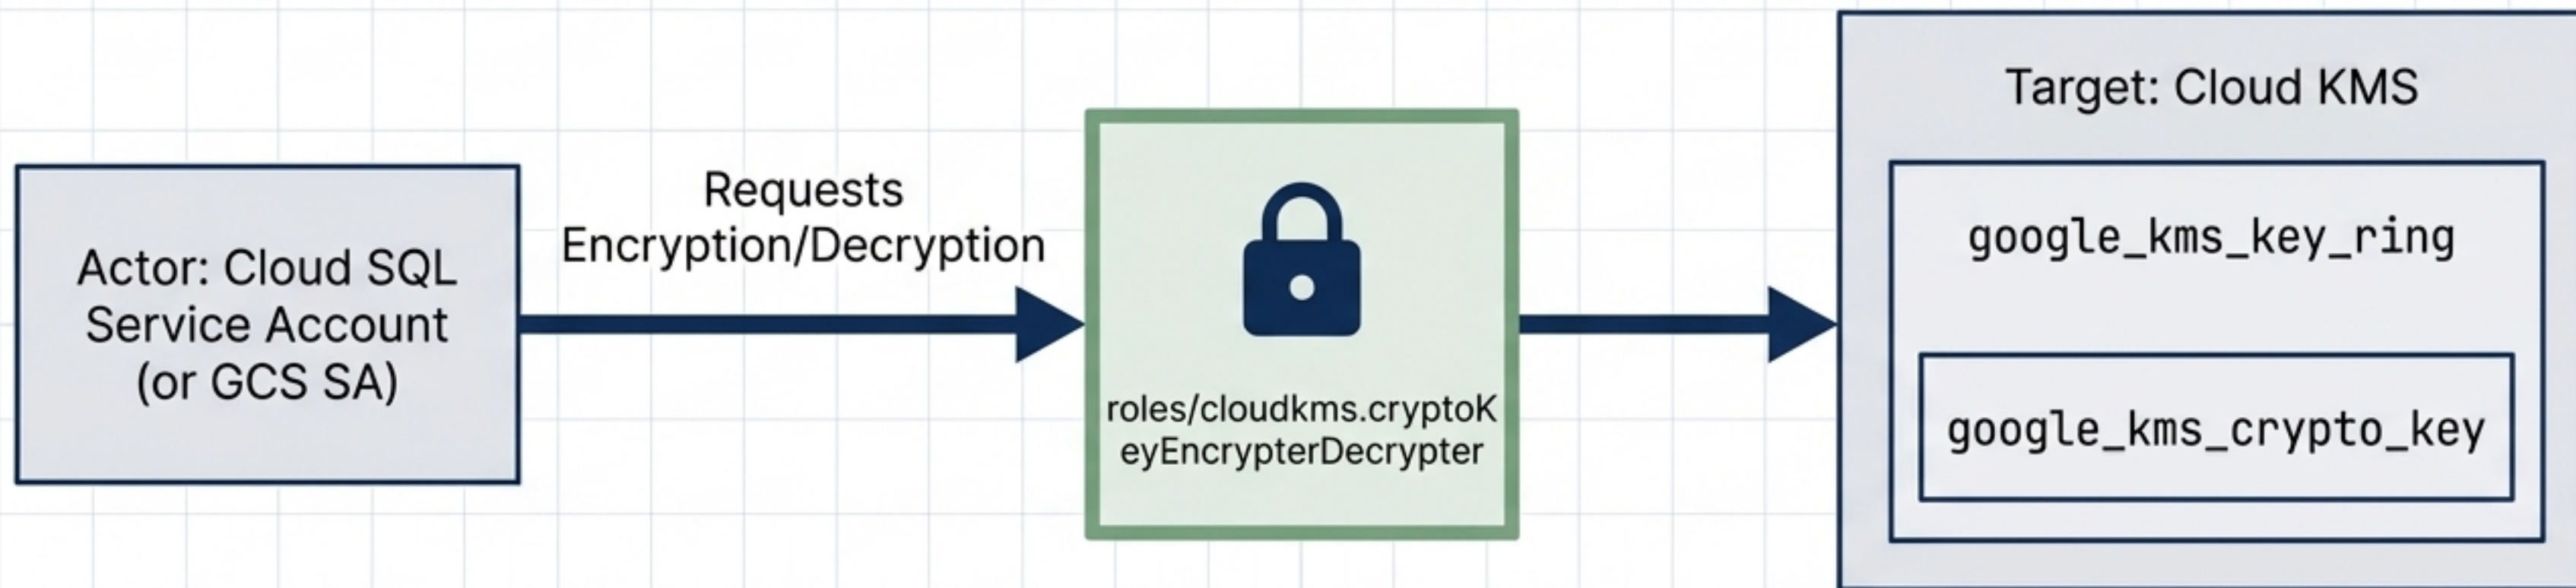 Actor: Cloud SQL
Service Account
(or GCS SA)
Requests
Encryption/Decryption
roles/cloudkms.cryptoK
eyEncrypterDecrypter
Target: Cloud KMS
google_kms_key_ring
google_kms_crypto_key